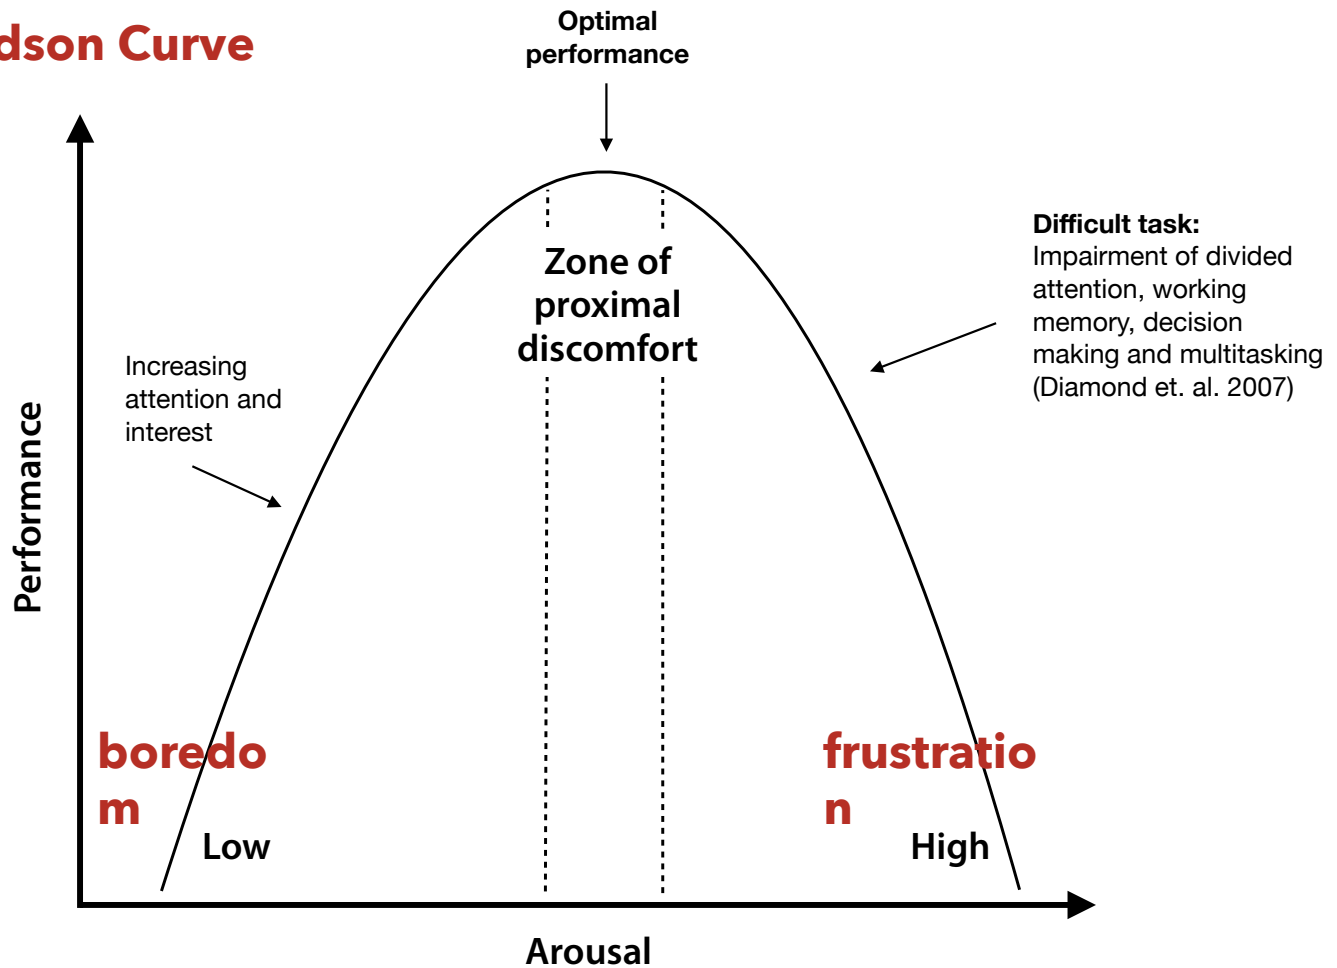 dson Curve
Optimal
performance
Difficult task:
Impairment of divided
attention, working
memory, decision
making and multitasking
(Diamond et. al. 2007)
Zone of
proximal
discomfort
Increasing
attention and
interest
Performance
boredo
m
frustratio
n
Low
High
Arousal